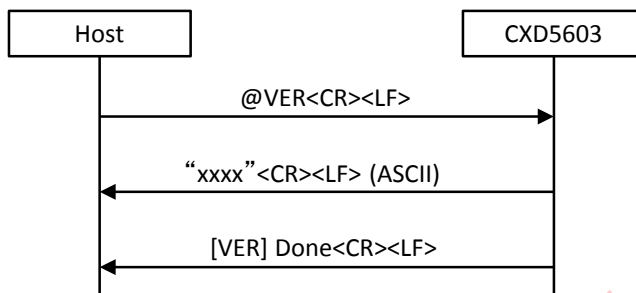 Host
CXD5603
@VER<CR><LF>
“xxxx”<CR><LF> (ASCII)
[VER] Done<CR><LF>